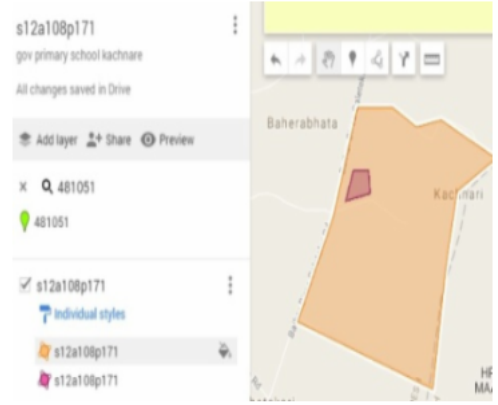 s12a108p171
gov primary school kachnare
All changes saved in Drive
Add layer Share Preview
481051
481051
s12a108p171
Individual styles
s12a108p171
s12a108p171
Baherabhata
Kachnari